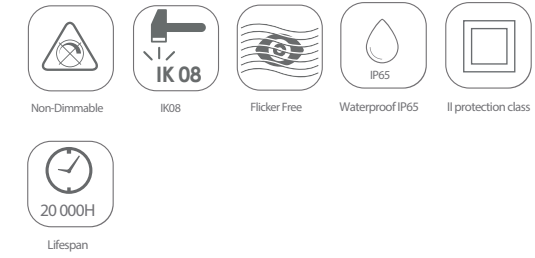 IK 08
IP65
Non-Dimmable
IK08
Flicker Free
Waterproof IP65
II protection class
20 000H
Lifespan